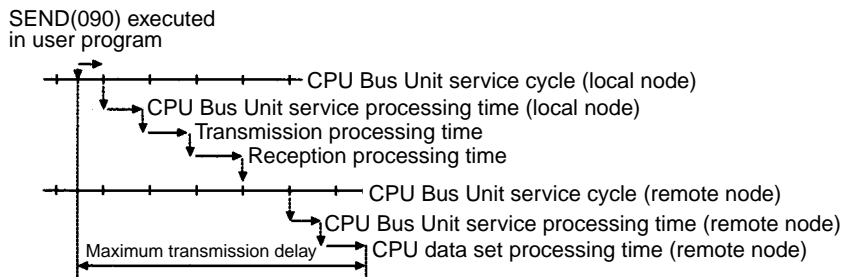 SEND(090) executed
in user program
CPU Bus Unit service cycle (local node)
CPU Bus Unit service processing time (local node)
Transmission processing time
Reception processing time
CPU Bus Unit service cycle (remote node)
CPU Bus Unit service processing time (remote node)
Maximum transmission delay
CPU data set processing time (remote node)